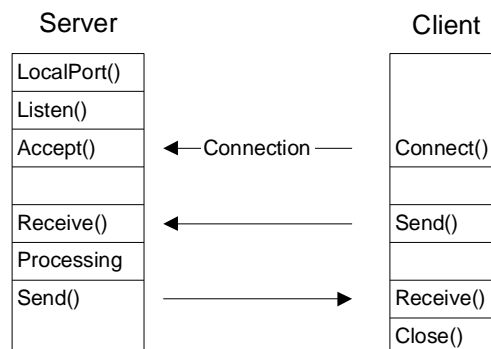 Server
Client
LocalPort()
Listen()
Accept()
Connection
Connect()
Receive()
Send()
Processing
Send()
Receive()
Close()